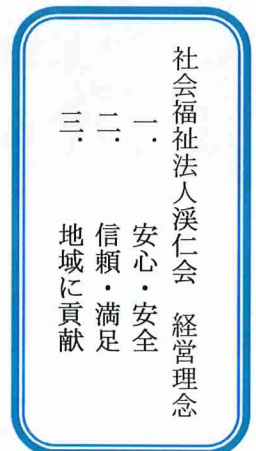 社会福祉法人渓仁会　経営理念
一．　安心・安全
二．　信頼・満足
三．　地域に貢献